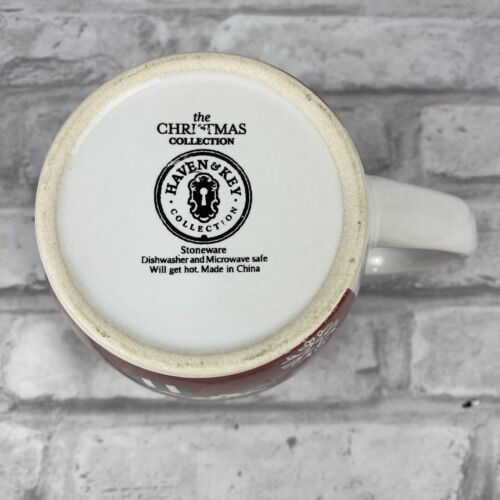 the
CHRISTMAS
COLLECTION
HAVEN & KEY
COLLECTION
Stoneware
Dishwasher and Microwave safe
Will get hot. Made in China